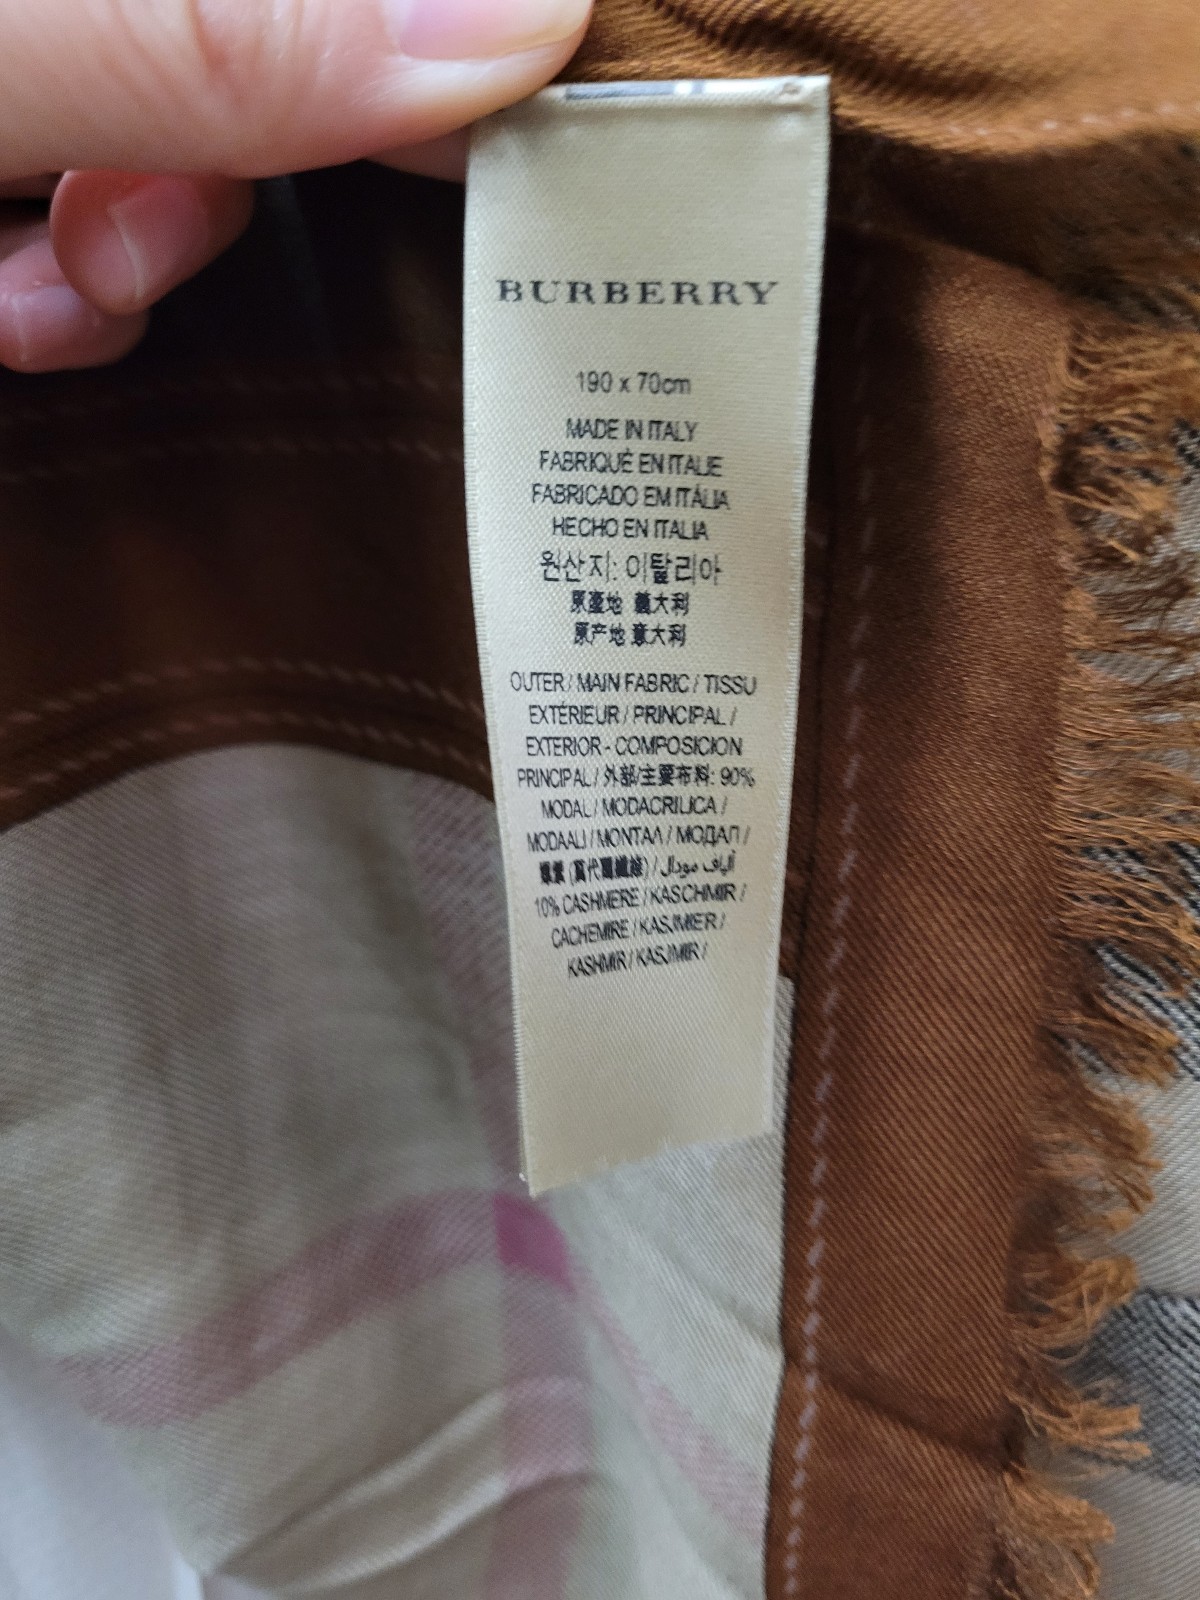 BURBERRY
190 x 70cm
MADE IN ITALY
FABRIQUÉ EN ITALIE
FABRICADO EM ITÁLIA
HECHO EN ITALIA
원산지: 이탈리아
原產地 義大利
原产地 意大利
OUTER / MAIN FABRIC / TISSU
EXTÉRIEUR / PRINCIPAL /
EXTERIOR - COMPOSICION
PRINCIPAL / 外部/主要布料: 90%
MODAL / MODACRILICA /
MODAALI / ΜΟΝΤΑΛ / МОДАЛ /
/ ألياف مودال
10% CASHMERE / KASCHMIR /
CACHEMIRE / KASJMIER /
KASHMIR / KAŠMIR /